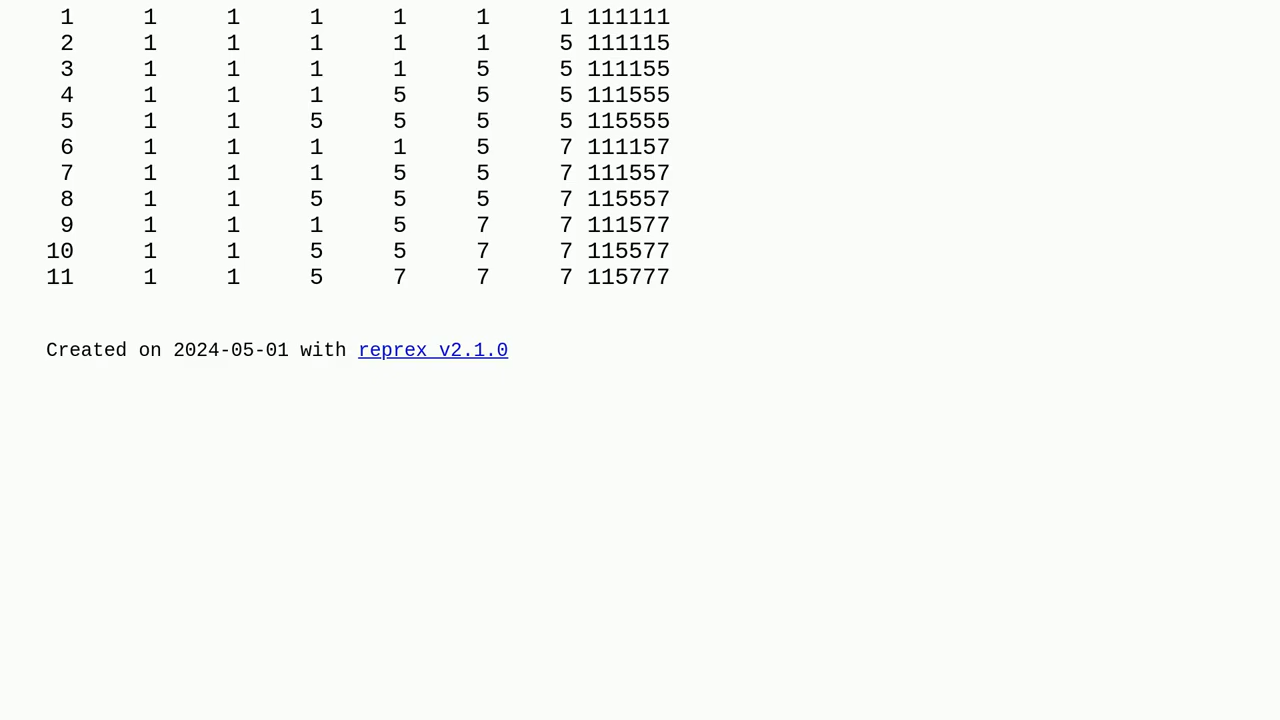 1 1 1 1 1 1 1 111111
2 1 1 1 1 1 5 111115
3 1 1 1 1 5 5 111155
4 1 1 1 5 5 5 111555
5 1 1 5 5 5 5 115555
6 1 1 1 1 5 7 111157
7 1 1 1 5 5 7 111557
8 1 1 5 5 5 7 115557
9 1 1 1 5 7 7 111577
10 1 1 5 5 7 7 115577
11 1 1 5 7 7 7 115777
Created on 2024-05-01 with reprex v2.1.0